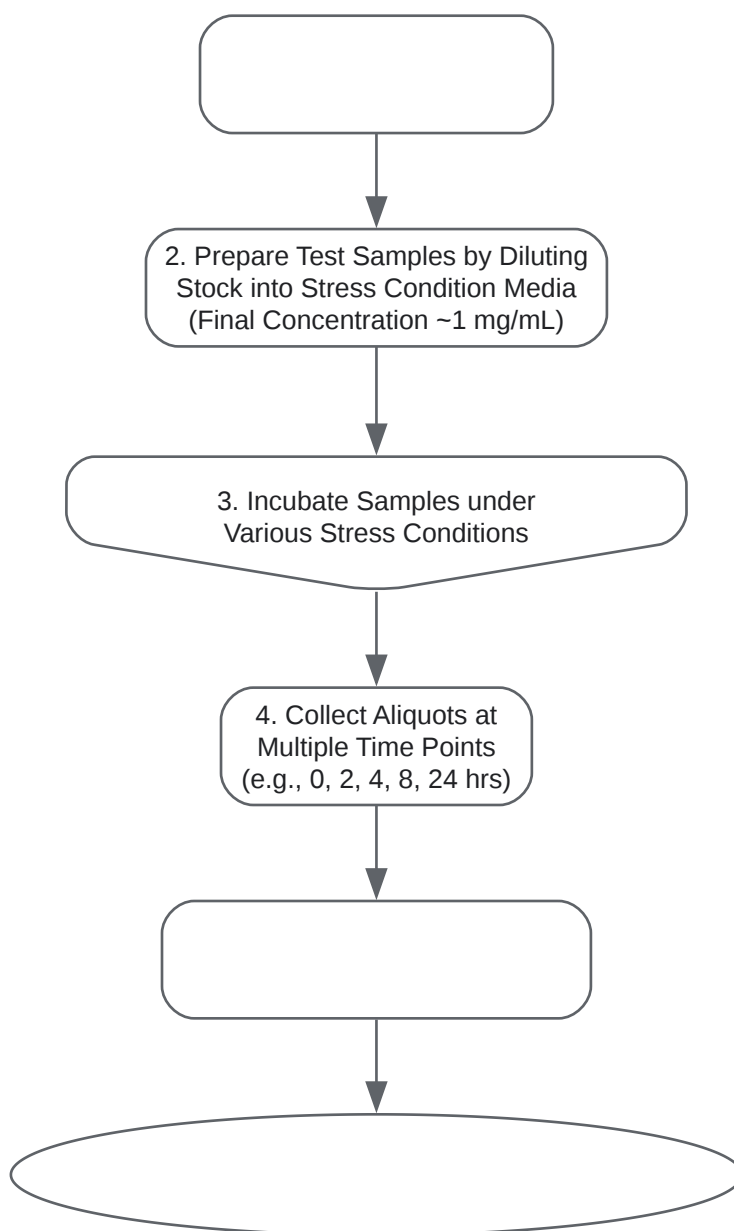 2. Prepare Test Samples by Diluting
Stock into Stress Condition Media
(Final Concentration ~1 mg/mL)
3. Incubate Samples under
Various Stress Conditions
4. Collect Aliquots at
Multiple Time Points
(e.g., 0, 2, 4, 8, 24 hrs)